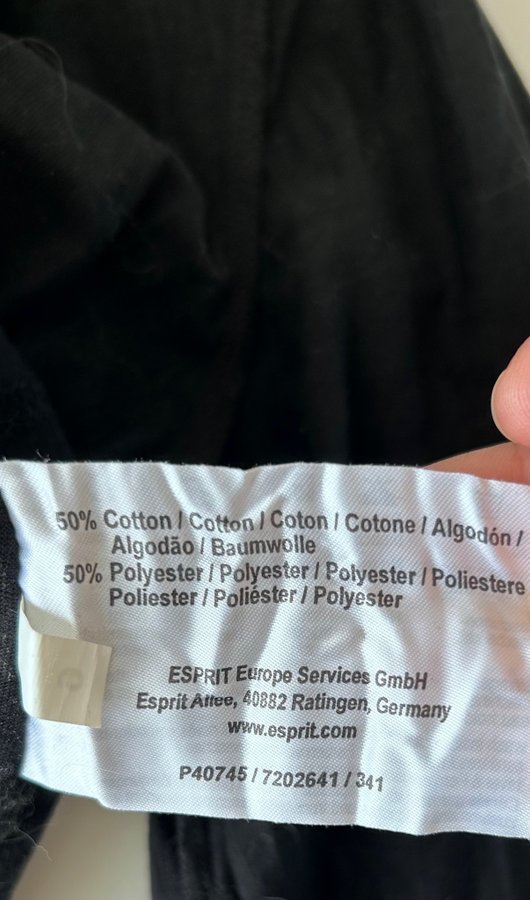 50% Cotton / Cotton / Coton / Cotone / Algodón /
Algodão / Baumwolle
50% Polyester / Polyester / Polyester / Poliestere
Poliester / Poliéster / Polyester
ESPRIT Europe Services GmbH
Esprit Allee, 40882 Ratingen, Germany
www.esprit.com
P40745 / 7202641 / 341